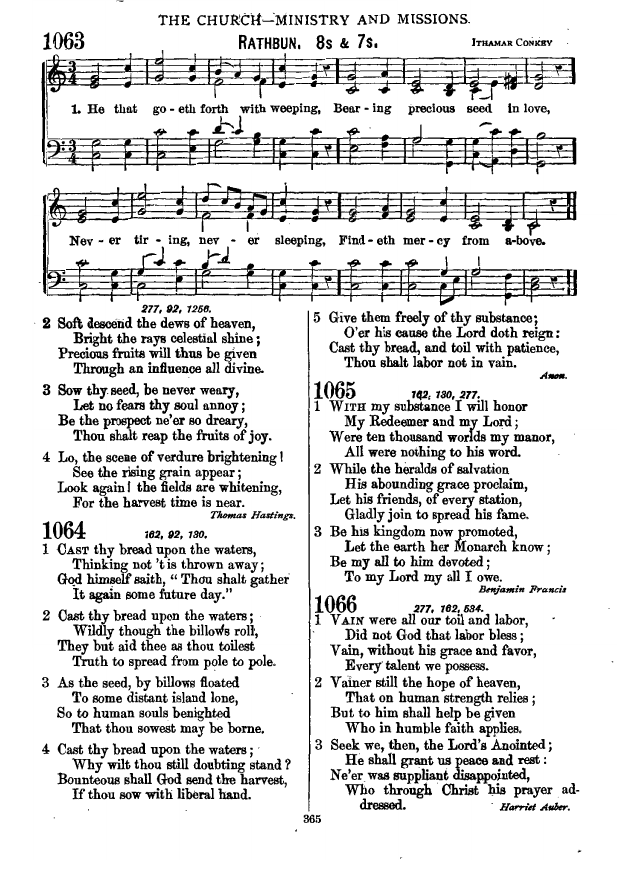 THE CHURCH—MINISTRY AND MISSIONS.
1063
RATHBUN. 8s & 7s.
ITHAMAR CONKEY
1. He that go-eth forth with weeping, Bear-ing precious seed in love,
Nev-er tir-ing, nev-er sleeping, Find-eth mer-cy from a-bove.
277, 92, 1256.
2 Soft descend the dews of heaven,
Bright the rays celestial shine;
Precious fruits will thus be given
Through an influence all divine.
3 Sow thy seed, be never weary,
Let no fears thy soul annoy;
Be the prospect ne'er so dreary,
Thou shalt reap the fruits of joy.
4 Lo, the scene of verdure brightening!
See the rising grain appear;
Look again! the fields are whitening,
For the harvest time is near.
Thomas Hastings.
1064
162, 92, 130.
1 CAST thy bread upon the waters,
Thinking not 't is thrown away;
God himself saith, "Thou shalt gather
It again some future day."
2 Cast thy bread upon the waters;
Wildly though the billows roll,
They but aid thee as thou toilest
Truth to spread from pole to pole.
3 As the seed, by billows floated
To some distant island lone,
So to human souls benighted
That thou sowest may be borne.
4 Cast thy bread upon the waters;
Why wilt thou still doubting stand?
Bounteous shall God send the harvest,
If thou sow with liberal hand.
5 Give them freely of thy substance;
O'er his cause the Lord doth reign:
Cast thy bread, and toil with patience,
Thou shalt labor not in vain.
Anon.
1065
162, 130, 277.
1 WITH my substance I will honor
My Redeemer and my Lord;
Were ten thousand worlds my manor,
All were nothing to his word.
2 While the heralds of salvation
His abounding grace proclaim,
Let his friends, of every station,
Gladly join to spread his fame.
3 Be his kingdom now promoted,
Let the earth her Monarch know;
Be my all to him devoted;
To my Lord my all I owe.
Benjamin Francis
1066
277, 162, 534.
1 VAIN were all our toil and labor,
Did not God that labor bless;
Vain, without his grace and favor,
Every talent we possess.
2 Vainer still the hope of heaven,
That on human strength relies;
But to him shall help be given
Who in humble faith applies.
3 Seek we, then, the Lord's Anointed;
He shall grant us peace and rest:
Ne'er was suppliant disappointed,
Who through Christ his prayer ad-
dressed.
Harriet Auber.
365